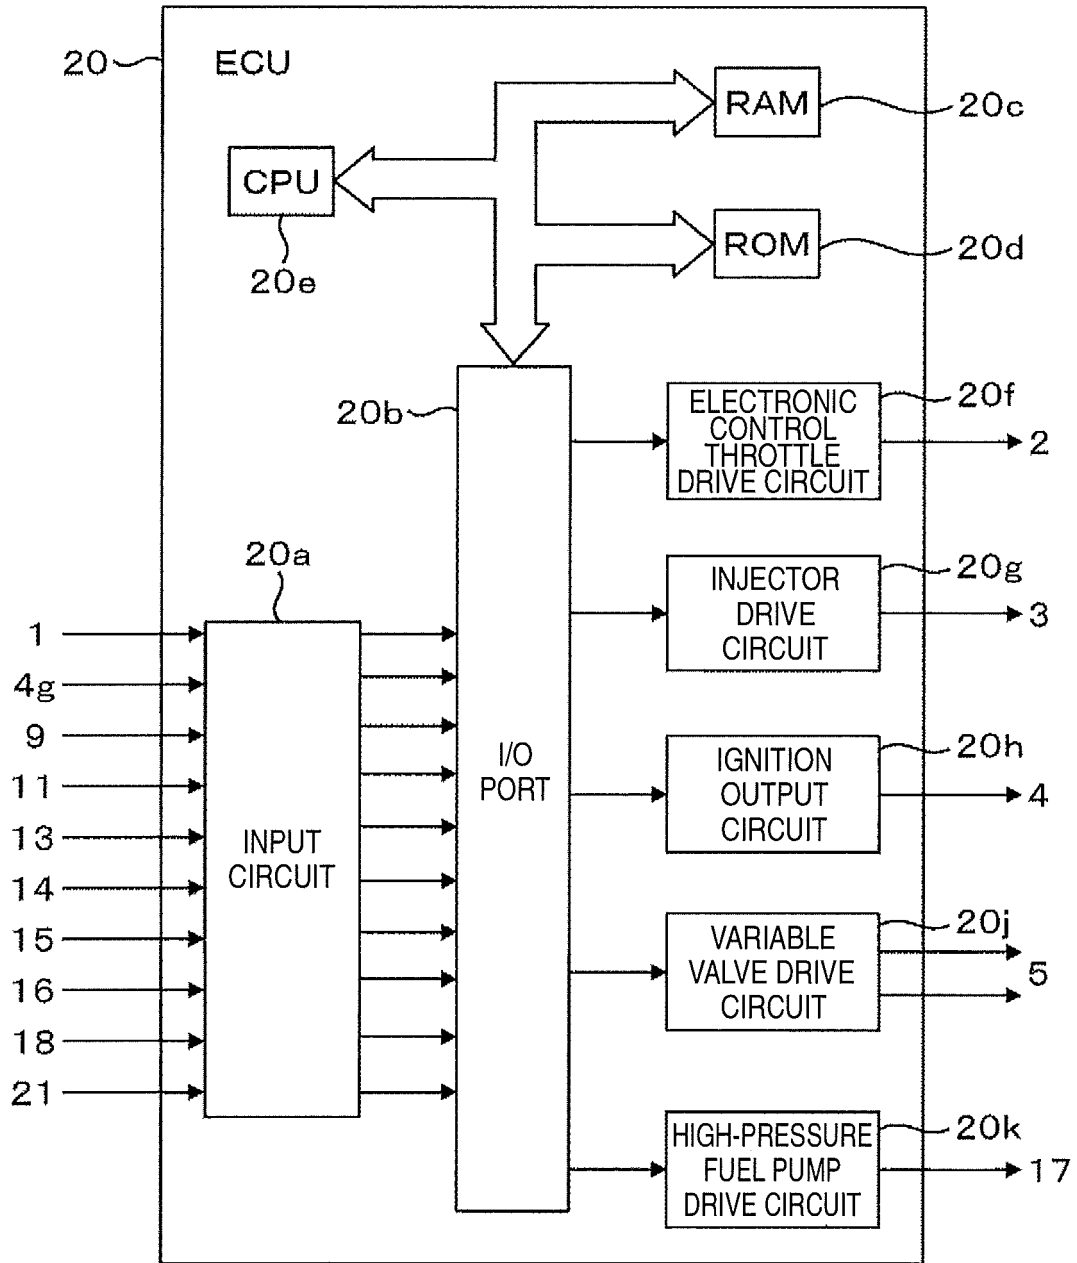 20
ECU
RAM
20c
CPU
20e
ROM
20d
20b
20f
ELECTRONIC
CONTROL
THROTTLE
DRIVE CIRCUIT
2
20a
20g
INJECTOR
DRIVE
CIRCUIT
3
1
4g
9
11
13
14
15
16
18
21
INPUT
CIRCUIT
I/O
PORT
20h
IGNITION
OUTPUT
CIRCUIT
4
20j
VARIABLE
VALVE DRIVE
CIRCUIT
5
20k
HIGH-PRESSURE
FUEL PUMP
DRIVE CIRCUIT
17